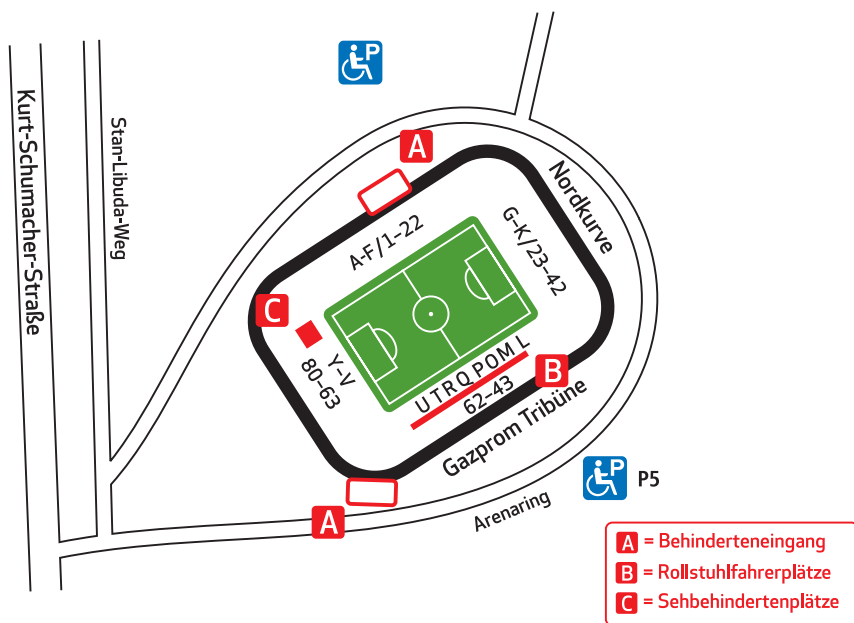 P
A
Kurt-Schumacher-Straße
Stan-Libuda-Weg
Nordkurve
A-F/1-22
G-K/23-42
C
Y-V
80-63
U T R Q P O M L
62-43
B
Gazprom Tribüne
P
P5
A
Arenaring
A = Behinderteneingang
B = Rollstuhlfahrerplätze
C = Sehbehindertenplätze